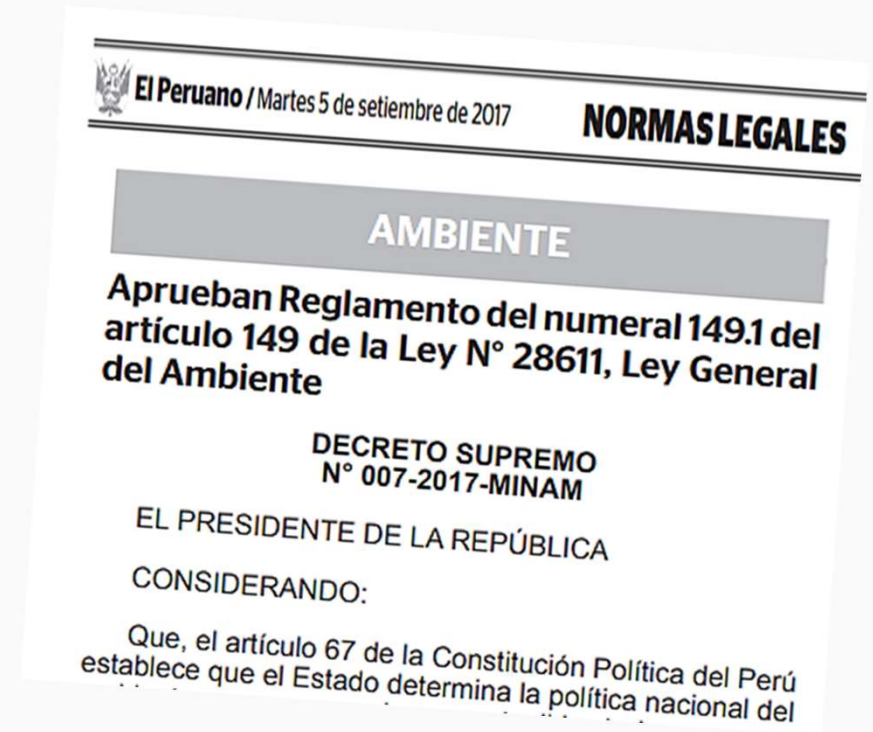 El Peruano / Martes 5 de setiembre de 2017 NORMAS LEGALES
AMBIENTE
Aprueban Reglamento del numeral 149.1 del
artículo 149 de la Ley N° 28611, Ley General
del Ambiente
DECRETO SUPREMO
N° 007-2017-MINAM
EL PRESIDENTE DE LA REPÚBLICA
CONSIDERANDO:
Que, el artículo 67 de la Constitución Política del Perú
establece que el Estado determina la política nacional del